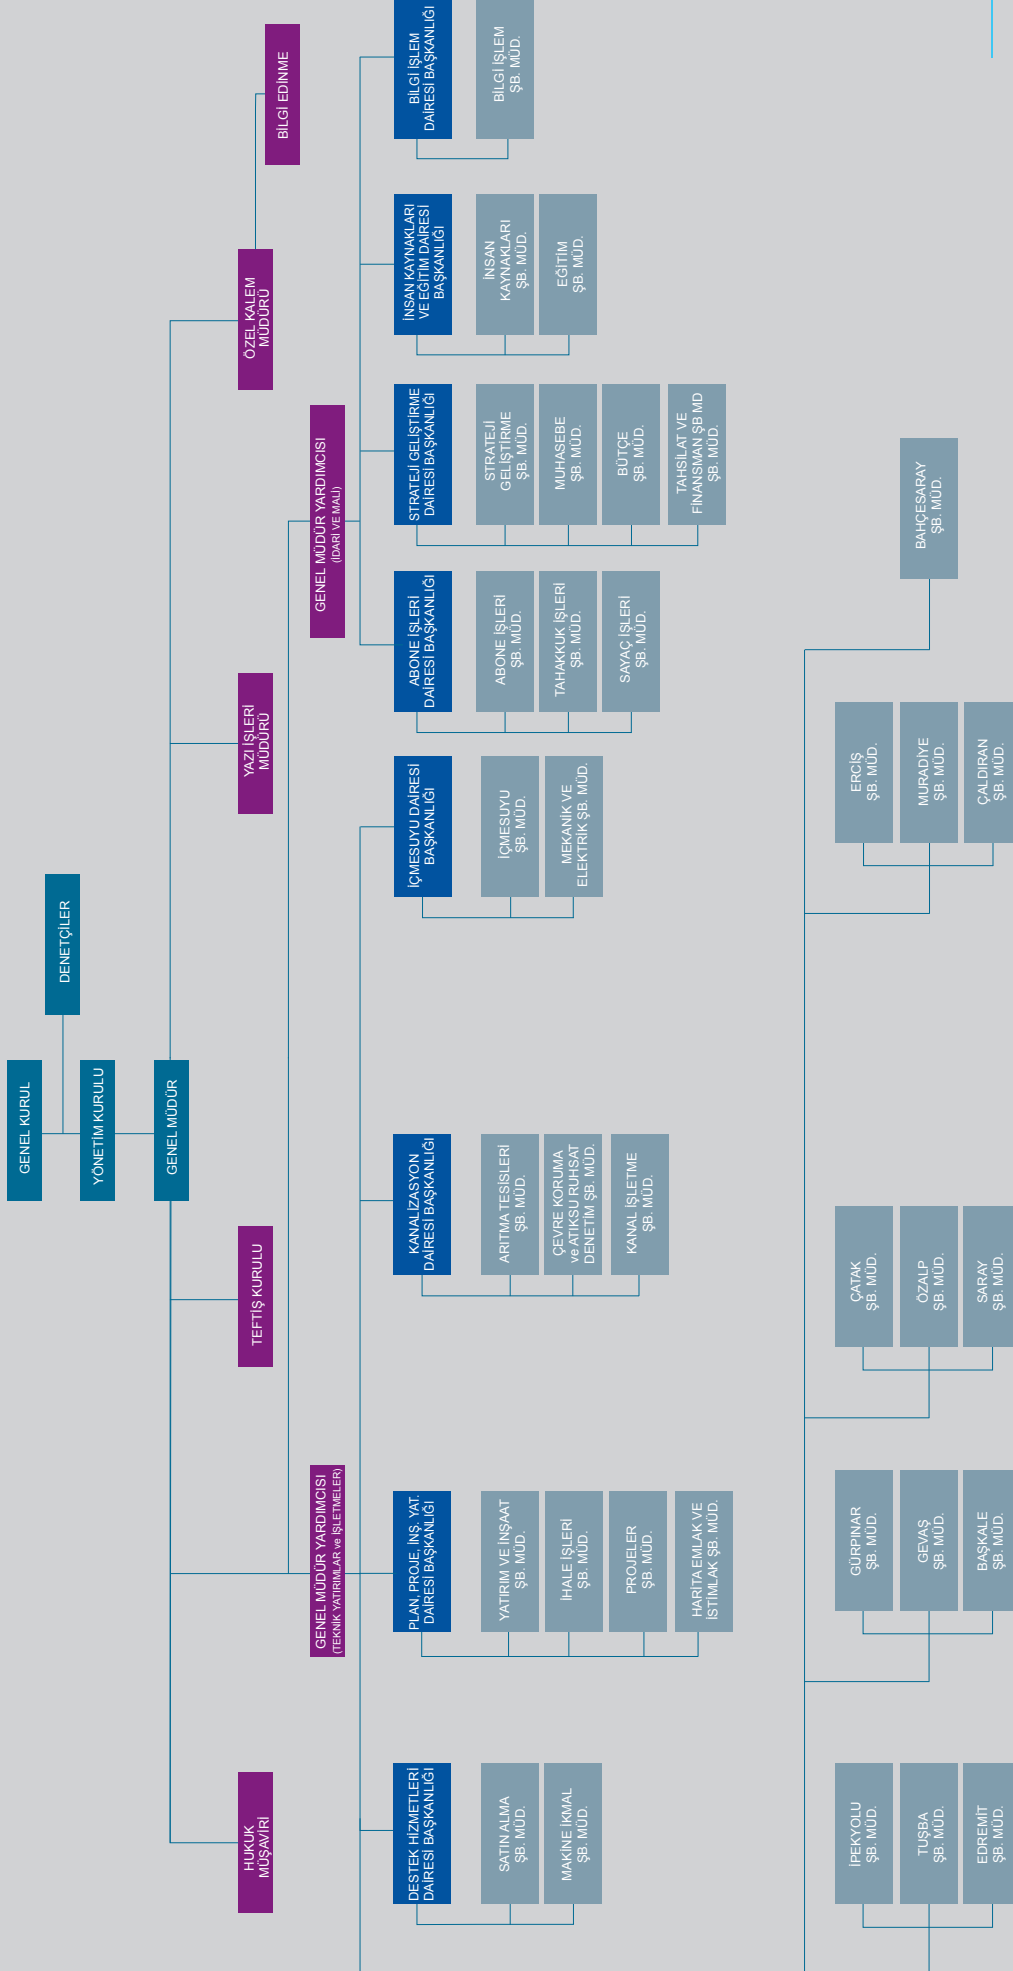 GENEL KURUL
DENETÇİLER
YÖNETİM KURULU
GENEL MÜDÜR
HUKUK
MÜŞAVİRİ
TEFTİŞ KURULU
YAZI İŞLERİ
MÜDÜRÜ
ÖZEL KALEM
MÜDÜRÜ
BİLGİ EDİNME
GENEL MÜDÜR YARDIMCISI
(TEKNİK YATIRIMLAR ve İŞLETMELER)
GENEL MÜDÜR YARDIMCISI
(İDARİ VE MALİ)
DESTEK HİZMETLERİ
DAİRESİ BAŞKANLIĞI
SATIN ALMA
ŞB. MÜD.
MAKİNE İKMAL
ŞB. MÜD.
PLAN, PROJE, İNŞ. YAT.
DAİRESİ BAŞKANLIĞI
YATIRIM VE İNŞAAT
ŞB. MÜD.
İHALE İŞLERİ
ŞB. MÜD.
PROJELER
ŞB. MÜD.
HARİTA EMLAK VE
İSTİMLAK ŞB. MÜD.
KANALİZASYON
DAİRESİ BAŞKANLIĞI
ARITMA TESİSLERİ
ŞB. MÜD.
ÇEVRE KORUMA
ve ATIKSU RUHSAT
DENETİM ŞB. MÜD.
KANAL İŞLETME
ŞB. MÜD.
İÇMESUYU DAİRESİ
BAŞKANLIĞI
İÇMESUYU
ŞB. MÜD.
MEKANİK VE
ELEKTRİK ŞB. MÜD.
ABONE İŞLERİ
DAİRESİ BAŞKANLIĞI
ABONE İŞLERİ
ŞB. MÜD.
TAHAKKUK İŞLERİ
ŞB. MÜD.
SAYAÇ İŞLERİ
ŞB. MÜD.
STRATEJİ GELİŞTİRME
DAİRESİ BAŞKANLIĞI
STRATEJİ
GELİŞTİRME
ŞB. MÜD.
MUHASEBE
ŞB. MÜD.
BÜTÇE
ŞB. MÜD.
TAHSİLAT VE
FİNANSMAN ŞB MD
ŞB. MÜD.
İNSAN KAYNAKLARI
VE EĞİTİM DAİRESİ
BAŞKANLIĞI
İNSAN
KAYNAKLARI
ŞB. MÜD.
EĞİTİM
ŞB. MÜD.
BİLGİ İŞLEM
DAİRESİ BAŞKANLIĞI
BİLGİ İŞLEM
ŞB. MÜD.
İPEKYOLU
ŞB. MÜD.
TUŞBA
ŞB. MÜD.
EDREMİT
ŞB. MÜD.
GÜRPINAR
ŞB. MÜD.
GEVAŞ
ŞB. MÜD.
BAŞKALE
ŞB. MÜD.
ÇATAK
ŞB. MÜD.
ÖZALP
ŞB. MÜD.
SARAY
ŞB. MÜD.
ERCİŞ
ŞB. MÜD.
MURADİYE
ŞB. MÜD.
ÇALDIRAN
ŞB. MÜD.
BAHÇESARAY
ŞB. MÜD.